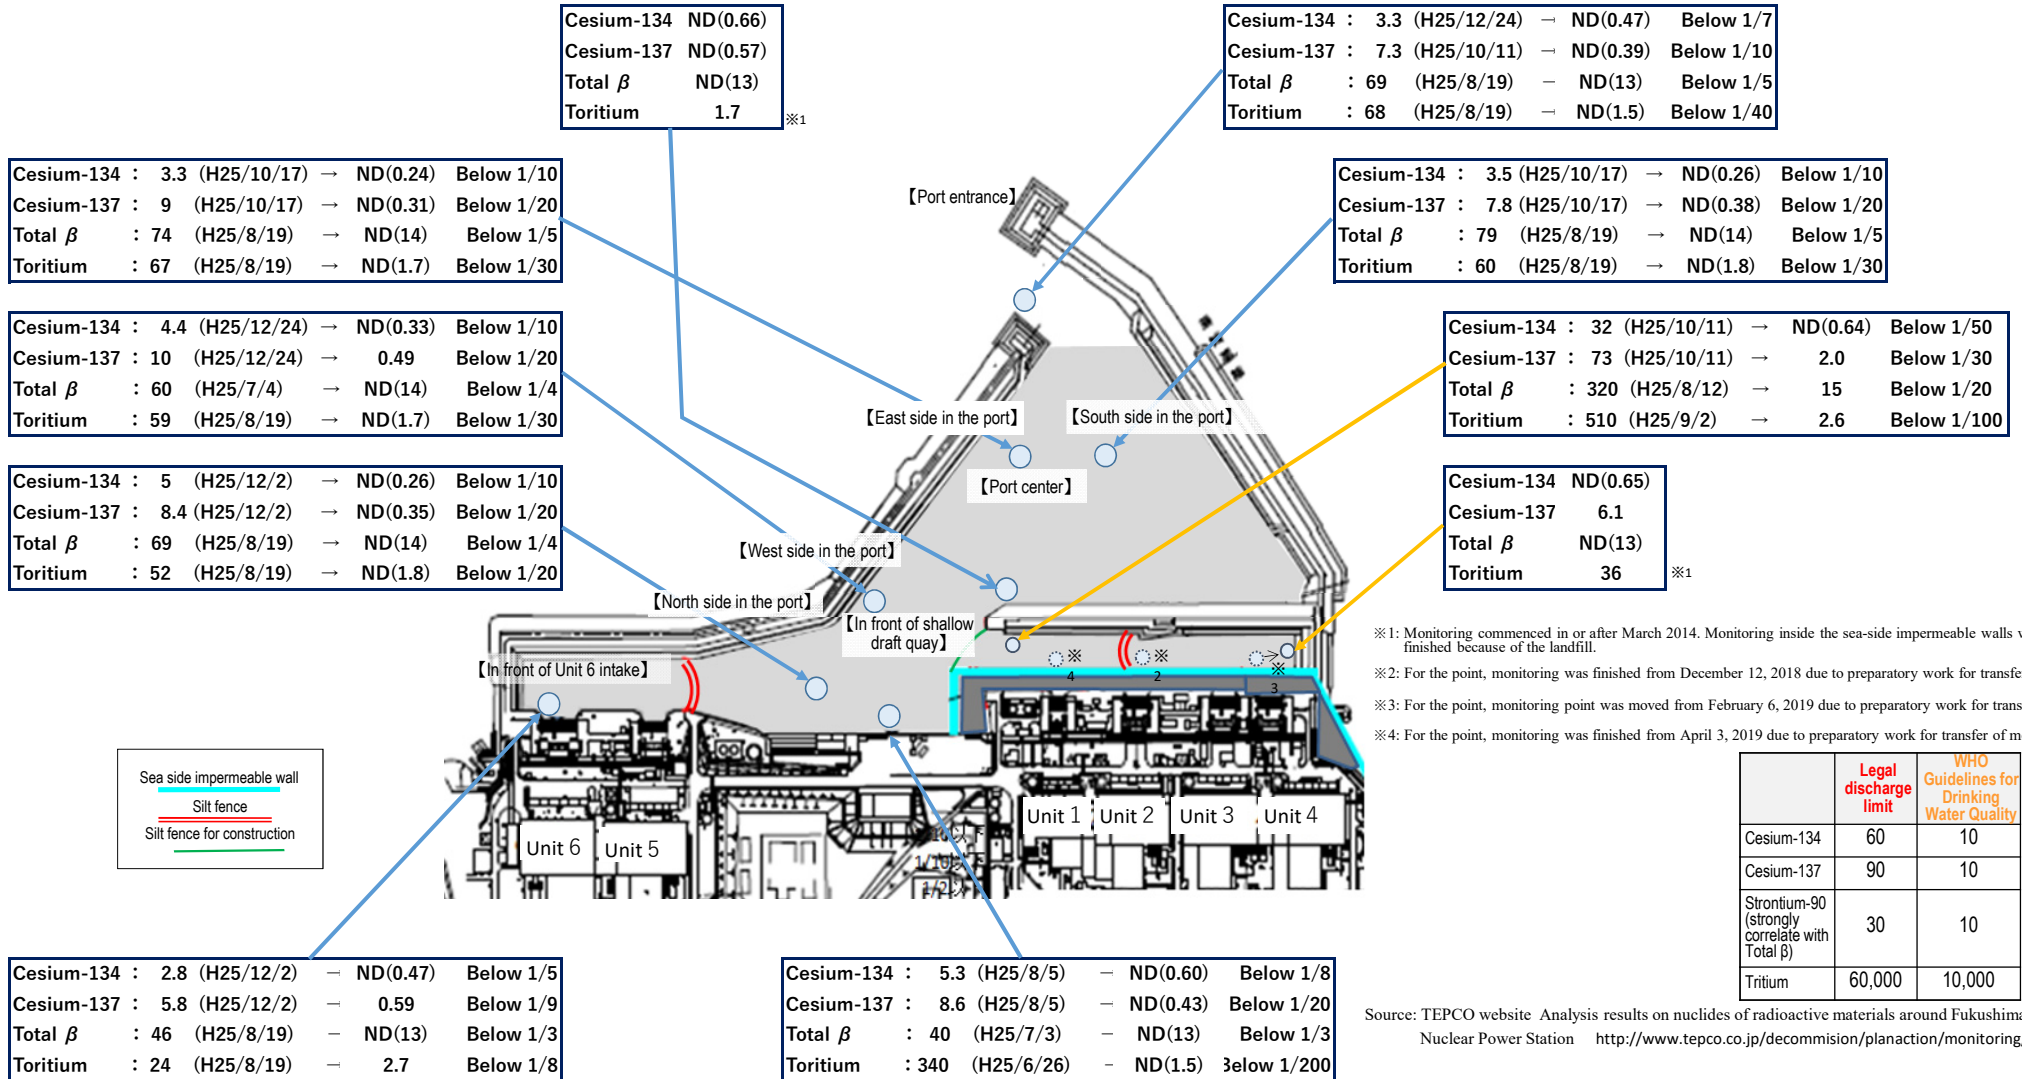 Cesium-134 ND(0.66)
Cesium-137 ND(0.57)
Total β ND(13)
Toritium 1.7
※1
Cesium-134 : 3.3 (H25/12/24) → ND(0.47) Below 1/7
Cesium-137 : 7.3 (H25/10/11) → ND(0.39) Below 1/10
Total β : 69 (H25/8/19) → ND(13) Below 1/5
Toritium : 68 (H25/8/19) → ND(1.5) Below 1/40
Cesium-134 : 3.3 (H25/10/17) → ND(0.24) Below 1/10
Cesium-137 : 9 (H25/10/17) → ND(0.31) Below 1/20
Total β : 74 (H25/8/19) → ND(14) Below 1/5
Toritium : 67 (H25/8/19) → ND(1.7) Below 1/30
Cesium-134 : 3.5 (H25/10/17) → ND(0.26) Below 1/10
Cesium-137 : 7.8 (H25/10/17) → ND(0.38) Below 1/20
Total β : 79 (H25/8/19) → ND(14) Below 1/5
Toritium : 60 (H25/8/19) → ND(1.8) Below 1/30
【Port entrance】
Cesium-134 : 4.4 (H25/12/24) → ND(0.33) Below 1/10
Cesium-137 : 10 (H25/12/24) → 0.49 Below 1/20
Total β : 60 (H25/7/4) → ND(14) Below 1/4
Toritium : 59 (H25/8/19) → ND(1.7) Below 1/30
Cesium-134 : 32 (H25/10/11) → ND(0.64) Below 1/50
Cesium-137 : 73 (H25/10/11) → 2.0 Below 1/30
Total β : 320 (H25/8/12) → 15 Below 1/20
Toritium : 510 (H25/9/2) → 2.6 Below 1/100
【East side in the port】
【South side in the port】
【Port center】
Cesium-134 : 5 (H25/12/2) → ND(0.26) Below 1/10
Cesium-137 : 8.4 (H25/12/2) → ND(0.35) Below 1/20
Total β : 69 (H25/8/19) → ND(14) Below 1/4
Toritium : 52 (H25/8/19) → ND(1.8) Below 1/20
Cesium-134 ND(0.65)
Cesium-137 6.1
Total β ND(13)
Toritium 36
※1
【West side in the port】
【North side in the port】
【In front of shallow
draft quay】
【In front of Unit 6 intake】
※
4
※
2
※
3
※1: Monitoring commenced in or after March 2014. Monitoring inside the sea-side impermeable walls
finished because of the landfill.
※2: For the point, monitoring was finished from December 12, 2018 due to preparatory work for
※3: For the point, monitoring point was moved from February 6, 2019 due to preparatory work for
※4: For the point, monitoring was finished from April 3, 2019 due to preparatory work for transfer of
Sea side impermeable wall
Silt fence
Silt fence for construction
Unit 1
Unit 2
Unit 3
Unit 4
Unit 6
Unit 5
Legal
discharge
limit
WHO
Guidelines for
Drinking
Water Quality
Cesium-134 60 10
Cesium-137 90 10
Strontium-90
(strongly
correlate with
Total β) 30 10
Tritium 60,000 10,000
Cesium-134 : 2.8 (H25/12/2) → ND(0.47) Below 1/5
Cesium-137 : 5.8 (H25/12/2) → 0.59 Below 1/9
Total β : 46 (H25/8/19) → ND(13) Below 1/3
Toritium : 24 (H25/8/19) → 2.7 Below 1/8
Cesium-134 : 5.3 (H25/8/5) → ND(0.60) Below 1/8
Cesium-137 : 8.6 (H25/8/5) → ND(0.43) Below 1/20
Total β : 40 (H25/7/3) → ND(13) Below 1/3
Toritium : 340 (H25/6/26) → ND(1.5) Below 1/200
Source: TEPCO website Analysis results on nuclides of radioactive materials around Fukushima
Nuclear Power Station http://www.tepco.co.jp/decommision/planaction/monitoring/